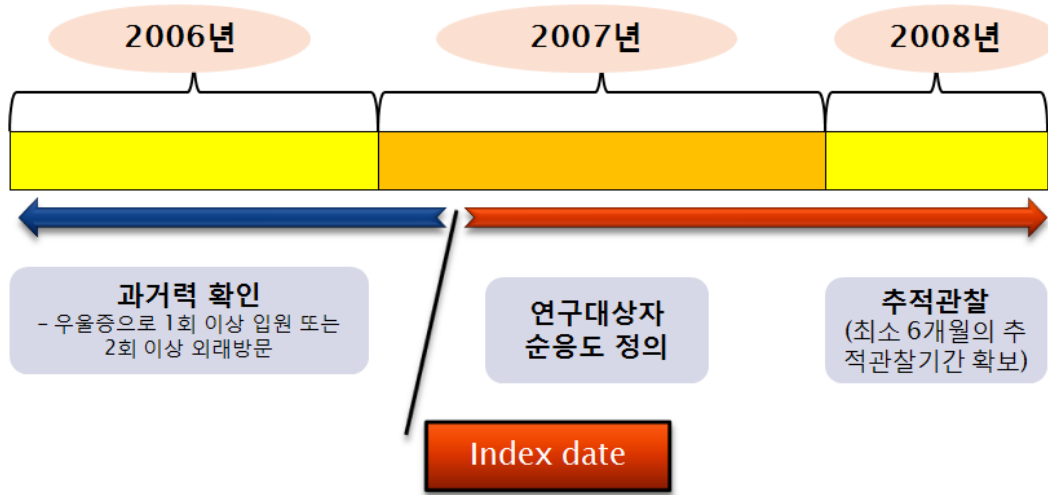 2006년
2007년
2008년
과거력 확인
– 우울증으로 1회 이상 입원 또는
2회 이상 외래방문
연구대상자
순응도 정의
추적관찰
(최소 6개월의 추
적관찰기간 확보)
Index date